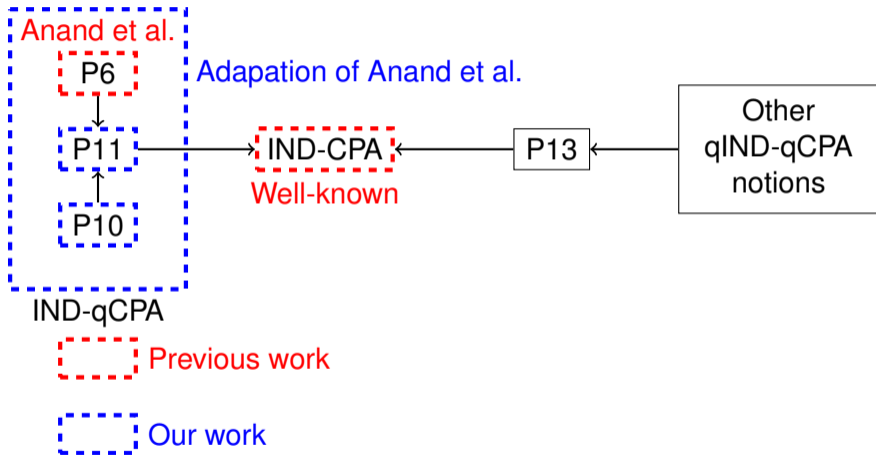 Anand et al.
P6
Adapation of Anand et al.
P11
IND-CPA
P13
Other
qIND-qCPA
notions
Well-known
P10
IND-qCPA
Previous work
Our work